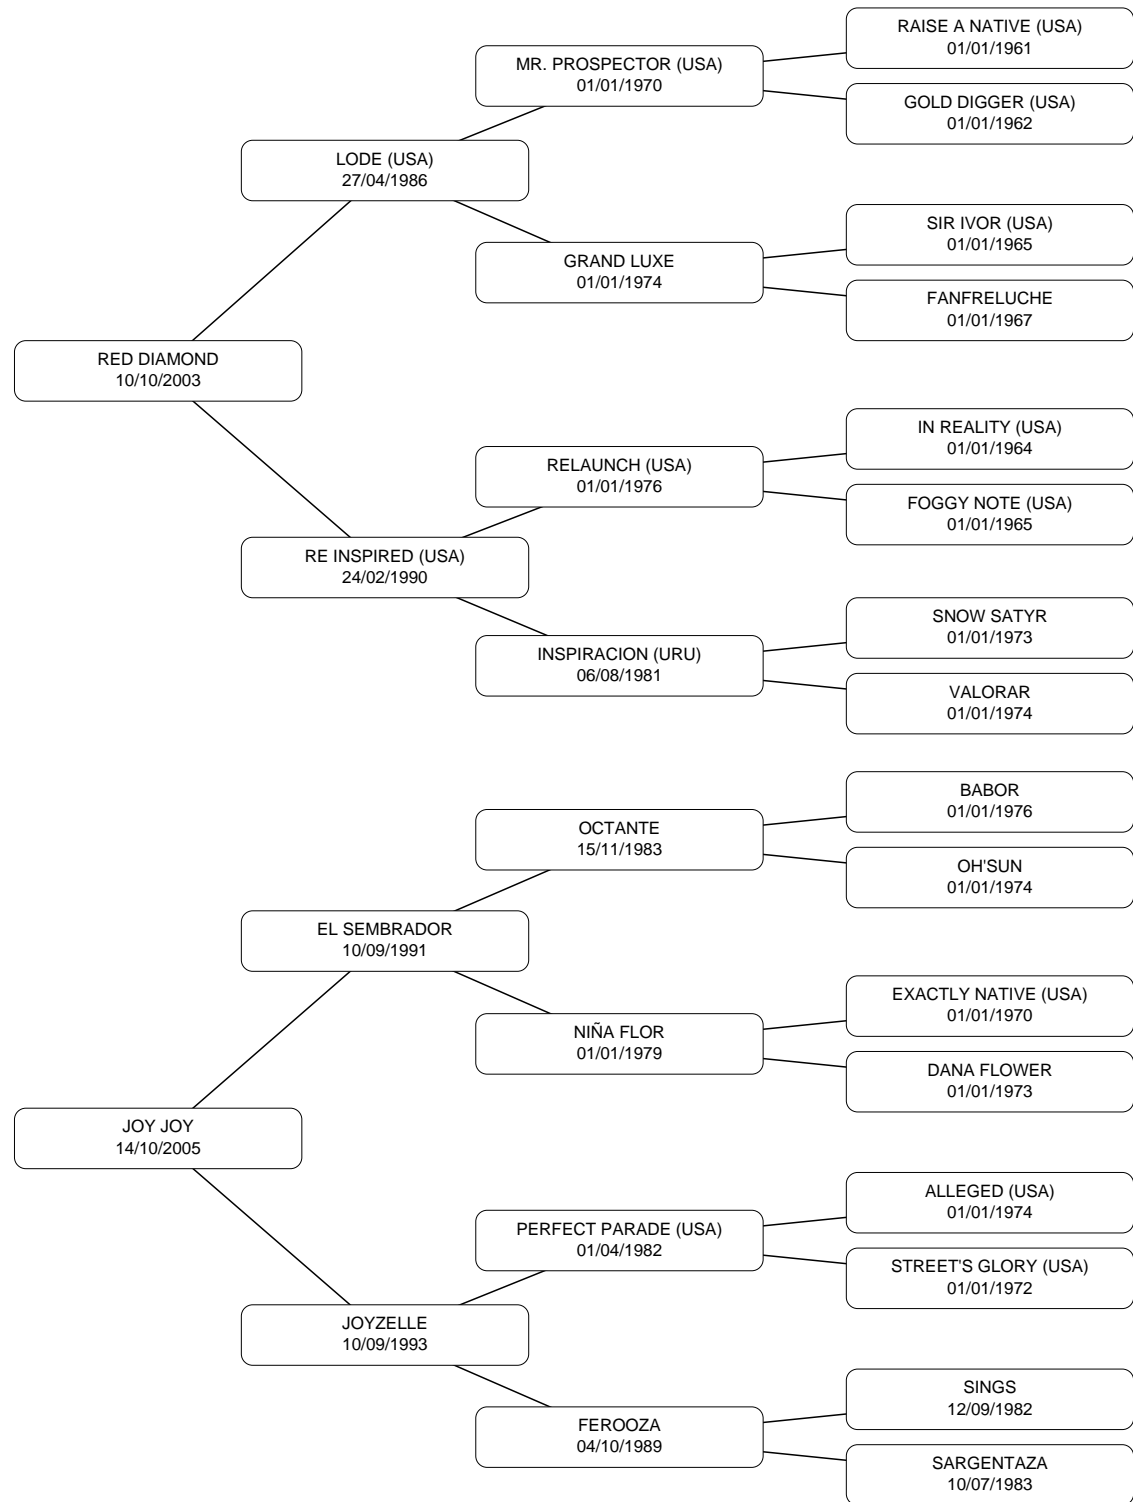 RAISE A NATIVE (USA)
01/01/1961
MR. PROSPECTOR (USA)
01/01/1970
GOLD DIGGER (USA)
01/01/1962
LODE (USA)
27/04/1986
SIR IVOR (USA)
01/01/1965
GRAND LUXE
01/01/1974
FANFRELUCHE
01/01/1967
RED DIAMOND
10/10/2003
IN REALITY (USA)
01/01/1964
RELAUNCH (USA)
01/01/1976
FOGGY NOTE (USA)
01/01/1965
RE INSPIRED (USA)
24/02/1990
SNOW SATYR
01/01/1973
INSPIRACION (URU)
06/08/1981
VALORAR
01/01/1974
BABOR
01/01/1976
OCTANTE
15/11/1983
OH'SUN
01/01/1974
EL SEMBRADOR
10/09/1991
EXACTLY NATIVE (USA)
01/01/1970
NIÑA FLOR
01/01/1979
DANA FLOWER
01/01/1973
JOY JOY
14/10/2005
ALLEGED (USA)
01/01/1974
PERFECT PARADE (USA)
01/04/1982
STREET'S GLORY (USA)
01/01/1972
JOYZELLE
10/09/1993
SINGS
12/09/1982
FEROOZA
04/10/1989
SARGENTAZA
10/07/1983